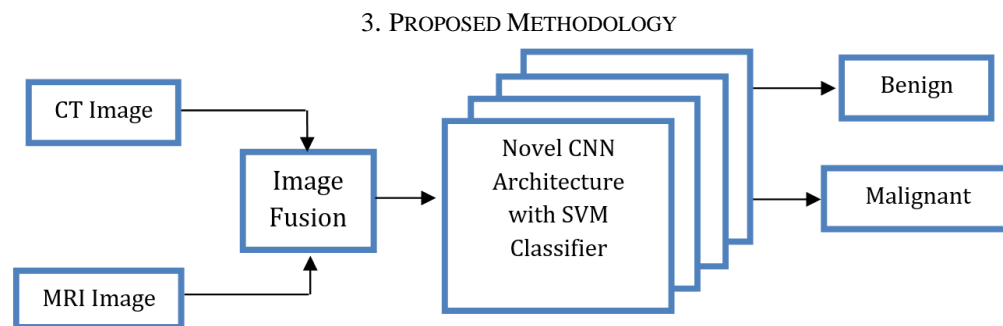 3. PROPOSED METHODOLOGY
CT Image
Image
Fusion
MRI Image
Novel CNN
Architecture
with SVM
Classifier
Benign
Malignant